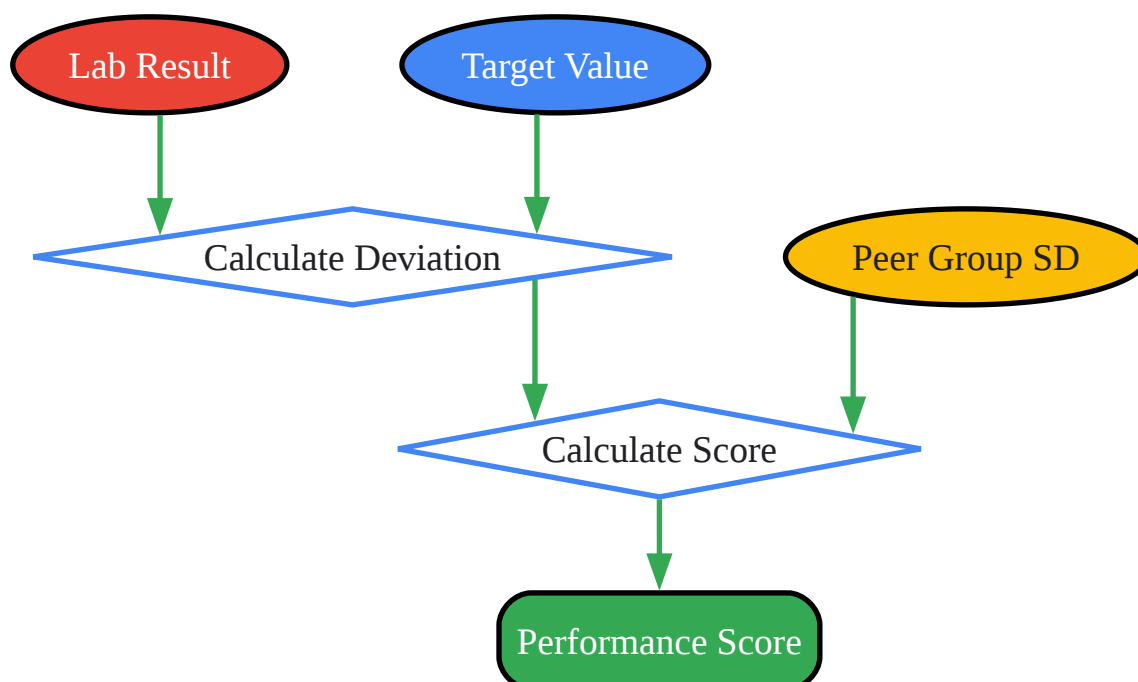 Lab Result
Target Value
Calculate Deviation
Peer Group SD
Calculate Score
Performance Score